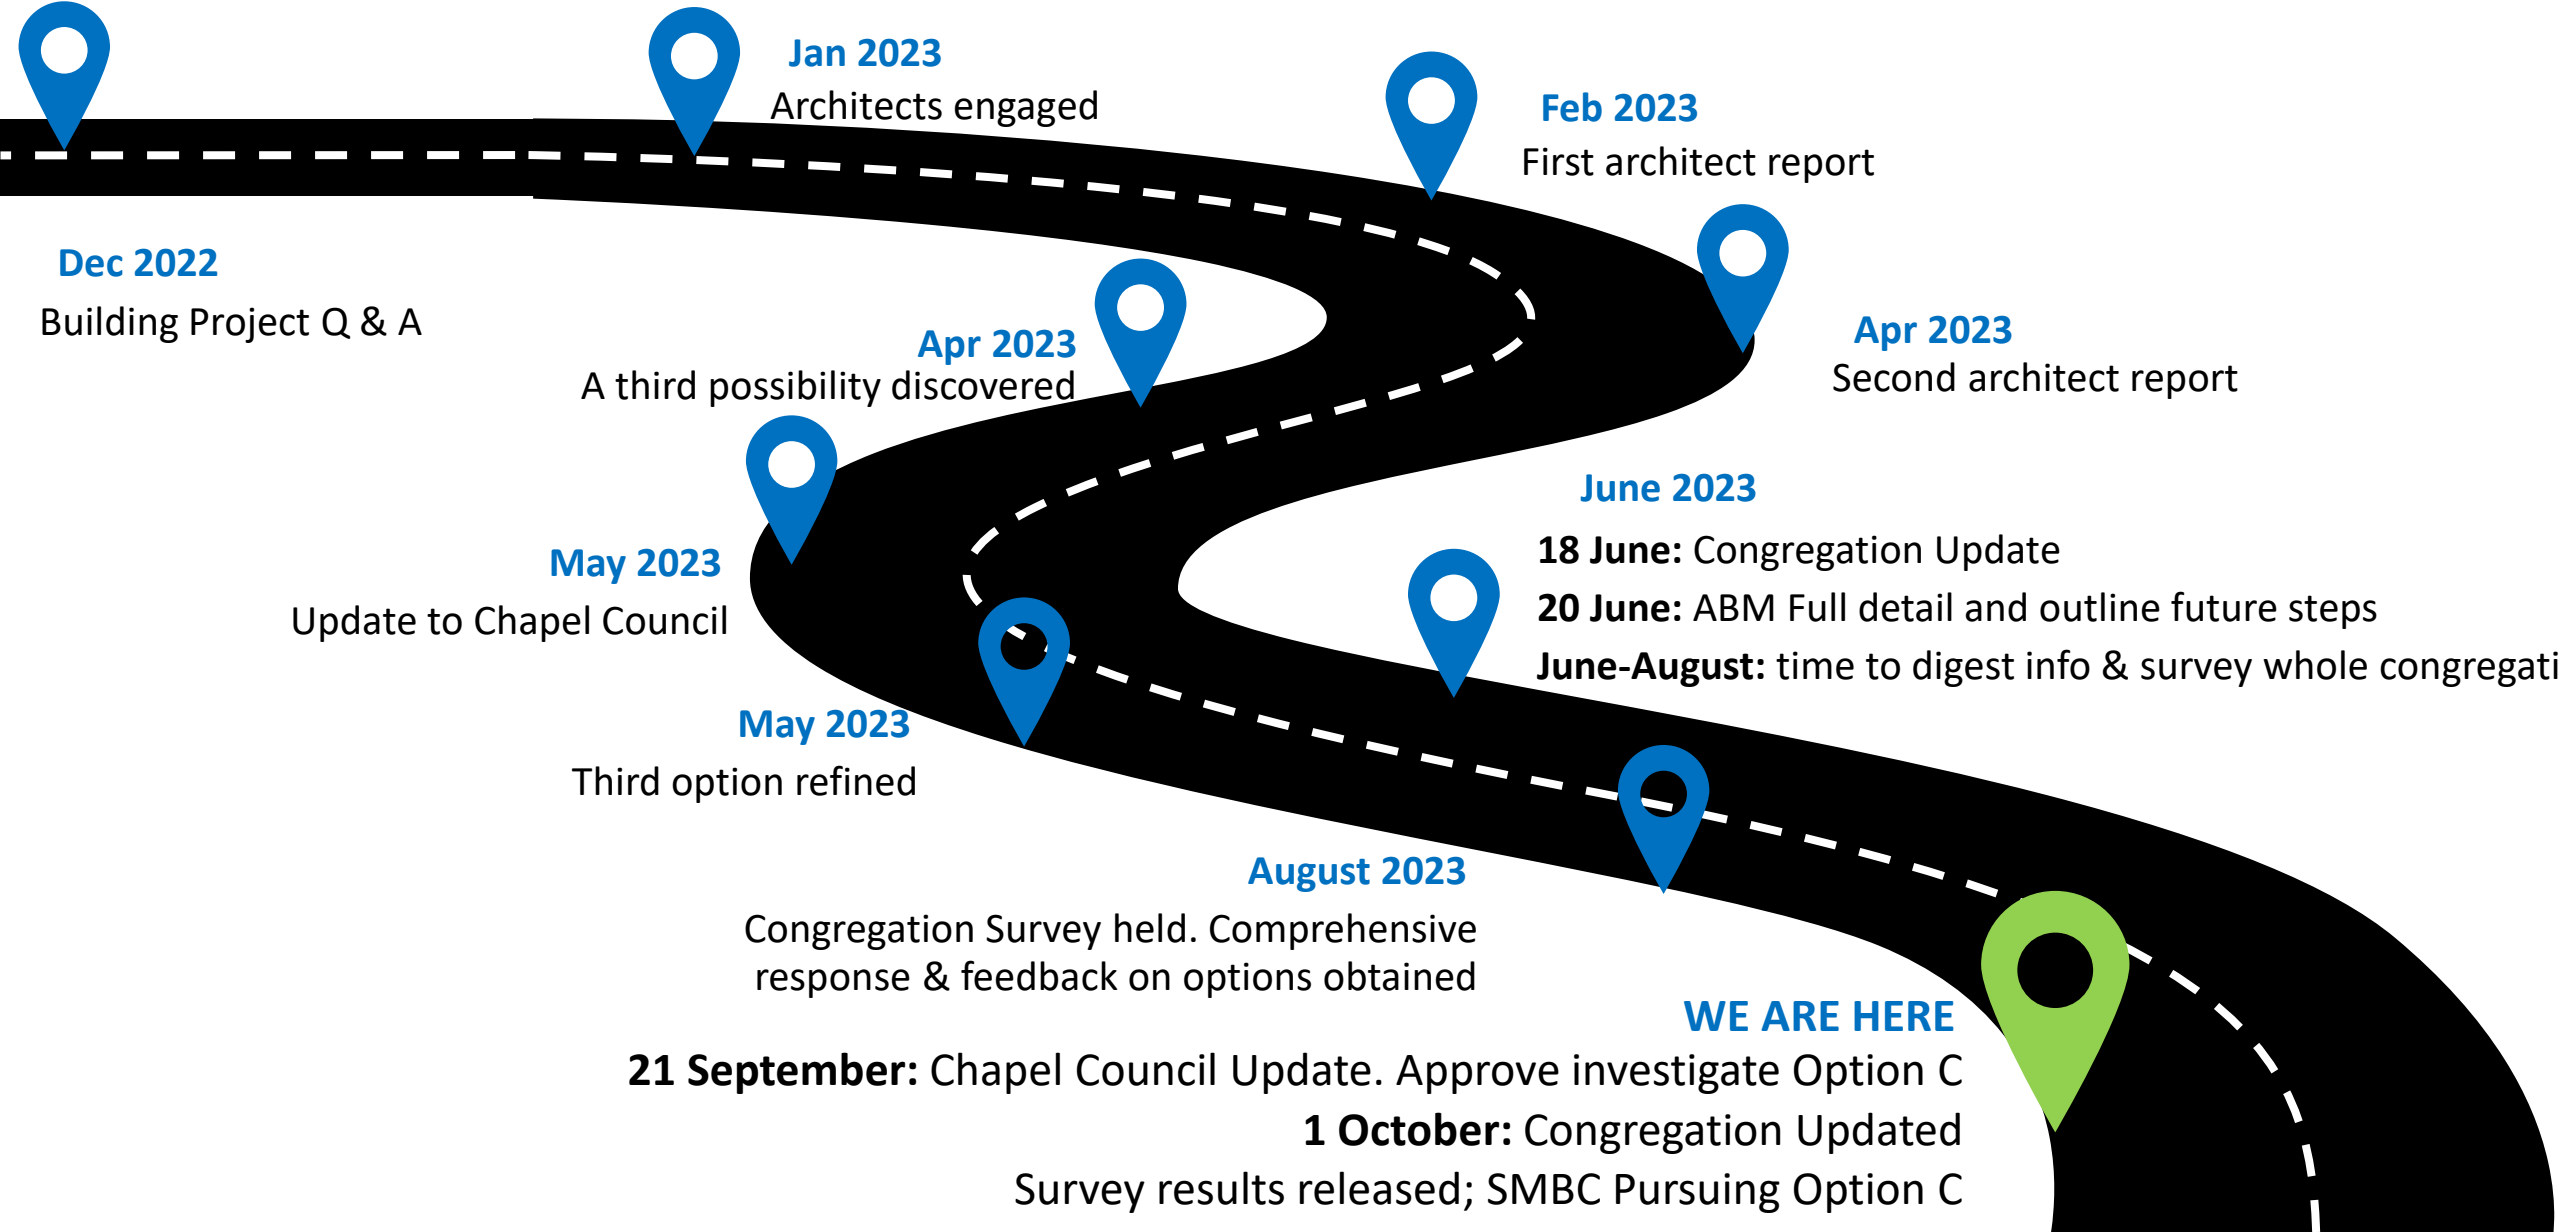 Dec 2022
Building Project Q & A
Jan 2023
Architects engaged
Feb 2023
First architect report
Apr 2023
Second architect report
Apr 2023
A third possibility discovered
May 2023
Update to Chapel Council
May 2023
Third option refined
June 2023
18 June: Congregation Update
20 June: ABM Full detail and outline future steps
June-August: time to digest info & survey whole congregati
August 2023
Congregation Survey held. Comprehensive
response & feedback on options obtained
WE ARE HERE
21 September: Chapel Council Update. Approve investigate Option C
1 October: Congregation Updated
Survey results released; SMBC Pursuing Option C